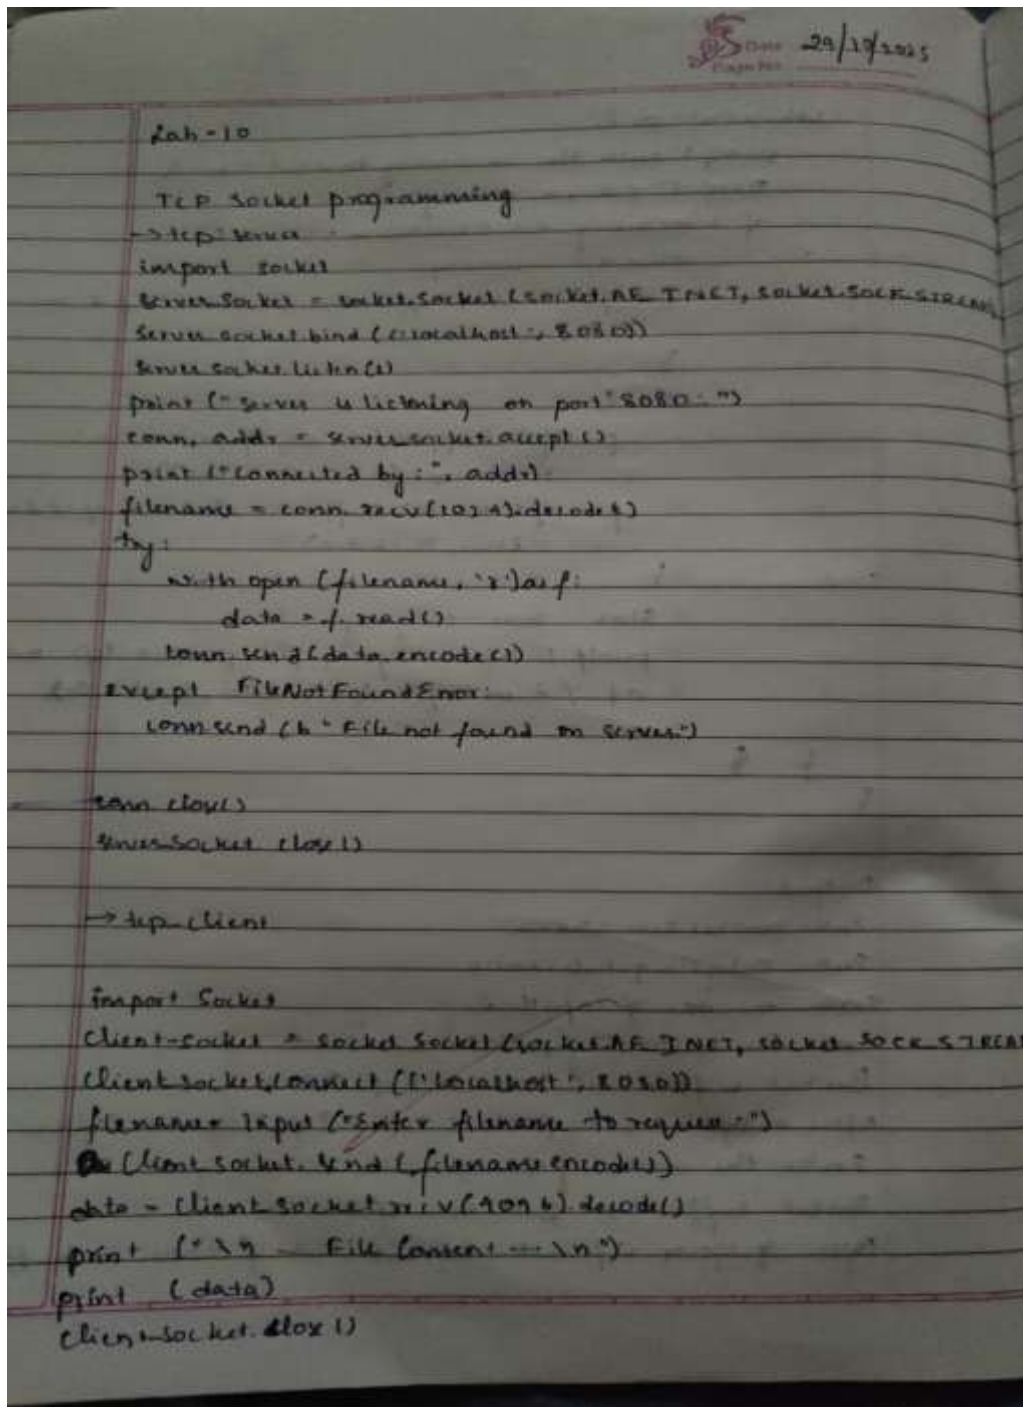 Date 29/10/2025
Lab-10
TCP Socket programming
→ tcp-server
import socket
server_socket = socket.socket (socket.AF_INET, socket.SOCK_STREAM)
server_socket.bind (('localhost', 8080))
server_socket.listen(1)
print ("server is listening on port 8080...")
conn, addr = server_socket.accept()
print ("Connected by:", addr)
filename = conn.recv(1024).decode()
try:
with open (filename, 'r') as f:
data = f.read()
conn.send(data.encode())
except FileNotFoundError:
conn.send (b"File not found on server.")
conn.close()
server_socket.close()
→ tcp-client
import socket
client_socket = socket.socket (socket.AF_INET, socket.SOCK_STREAM
client_socket.connect (('localhost', 8080))
filename = input ("Enter filename to request:")
client_socket.send (filename.encode())
data = client_socket.recv(4096).decode()
print ("\n File Content ---\n")
print (data)
client_socket.close()